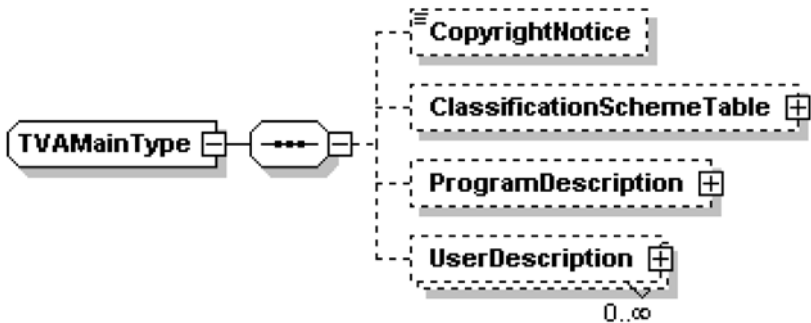 CopyrightNotice
ClassificationSchemeTable
TVAMainType
ProgramDescription
UserDescription
0..∞